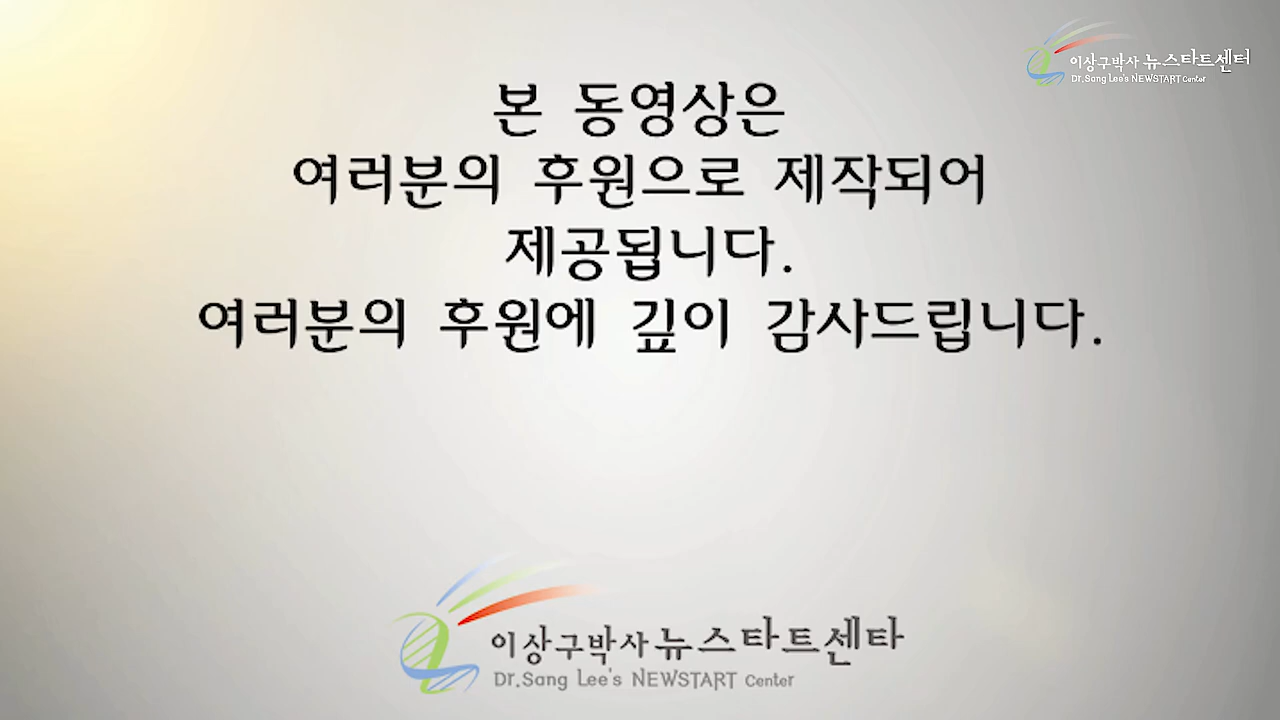 이상구박사 뉴스타트센터
Dr.Sang Lee's NEWSTART Center
본 동영상은
여러분의 후원으로 제작되어
제공됩니다.
여러분의 후원에 깊이 감사드립니다.
이상구박사 뉴스타트센타
Dr.Sang Lee's NEWSTART Center